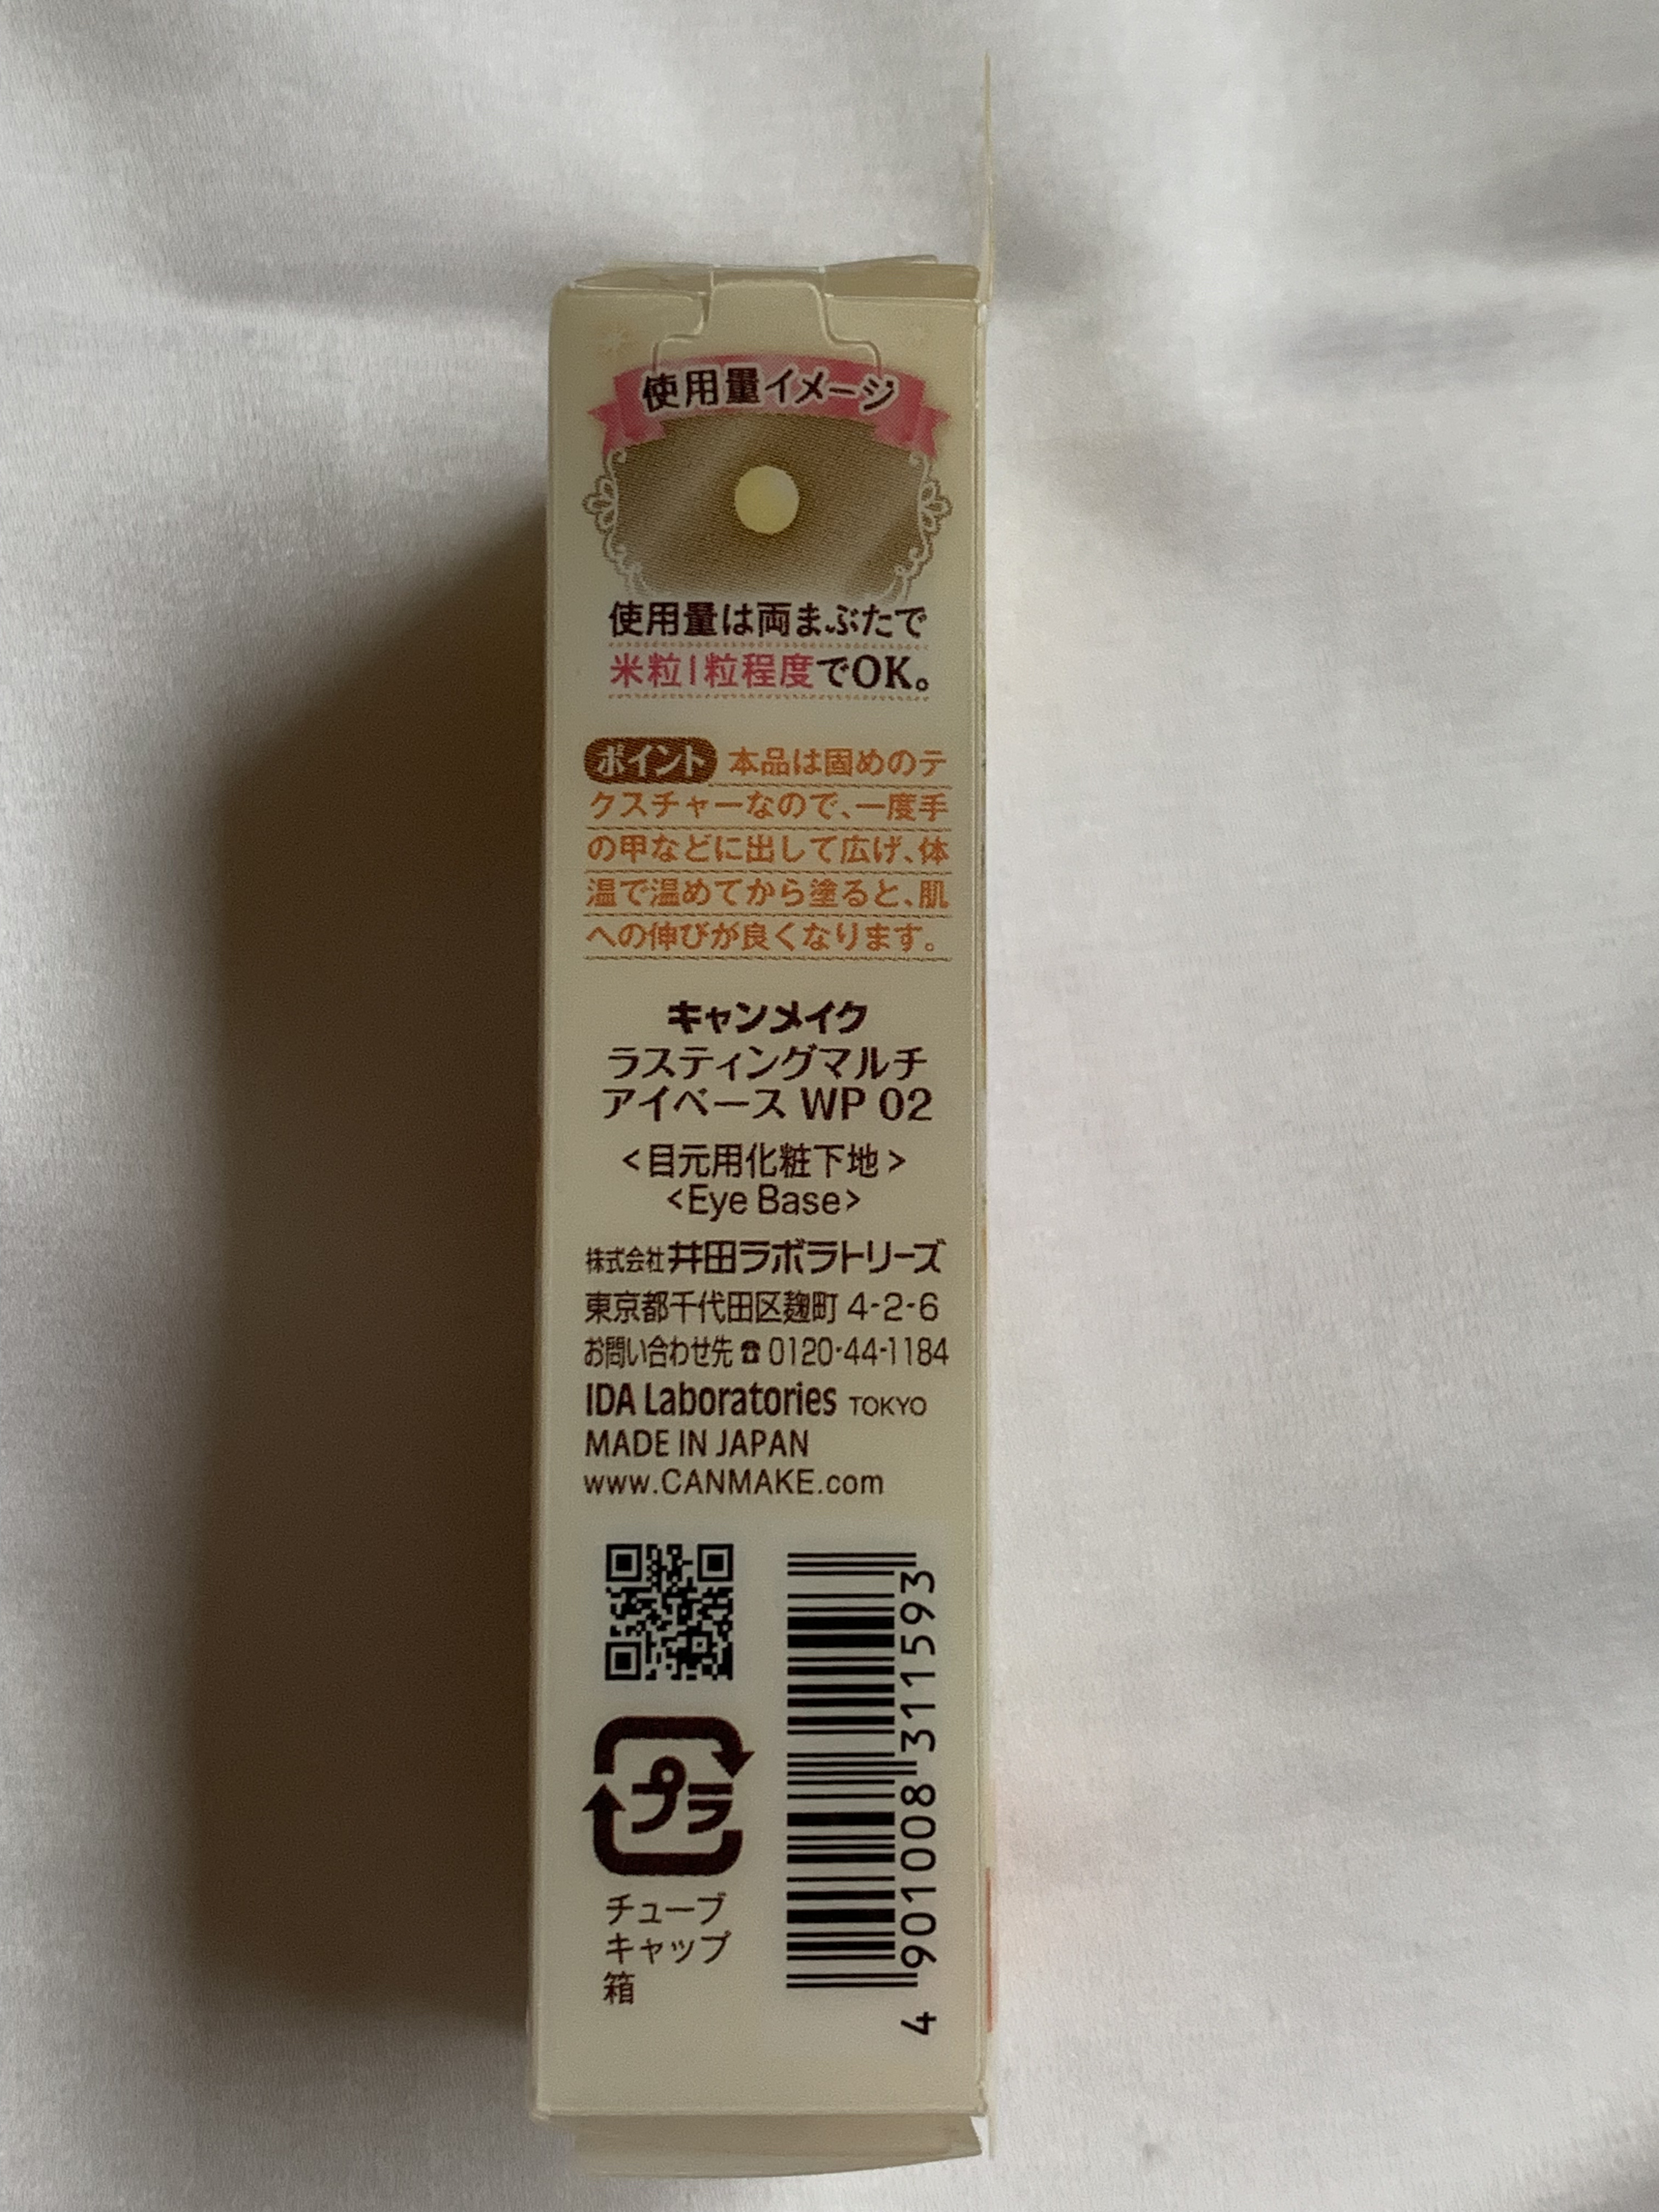 使用量イメージ
使用量は両まぶたで
米粒1粒程度でOK。
ポイント 本品は固めのテ
クスチャーなので、一度手
の甲などに出して広げ、体
温で温めてから塗ると、肌
への伸びが良くなります。
キャンメイク
ラスティングマルチ
アイベース WP 02
<目元用化粧下地>
<Eye Base>
株式会社井田ラボラトリーズ
東京都千代田区麹町 4-2-6
お問い合わせ先☎0120-44-1184
IDA Laboratories TOKYO
MADE IN JAPAN
www.CANMAKE.com
プラ
チューブ
キャップ
箱
4 901008 311593